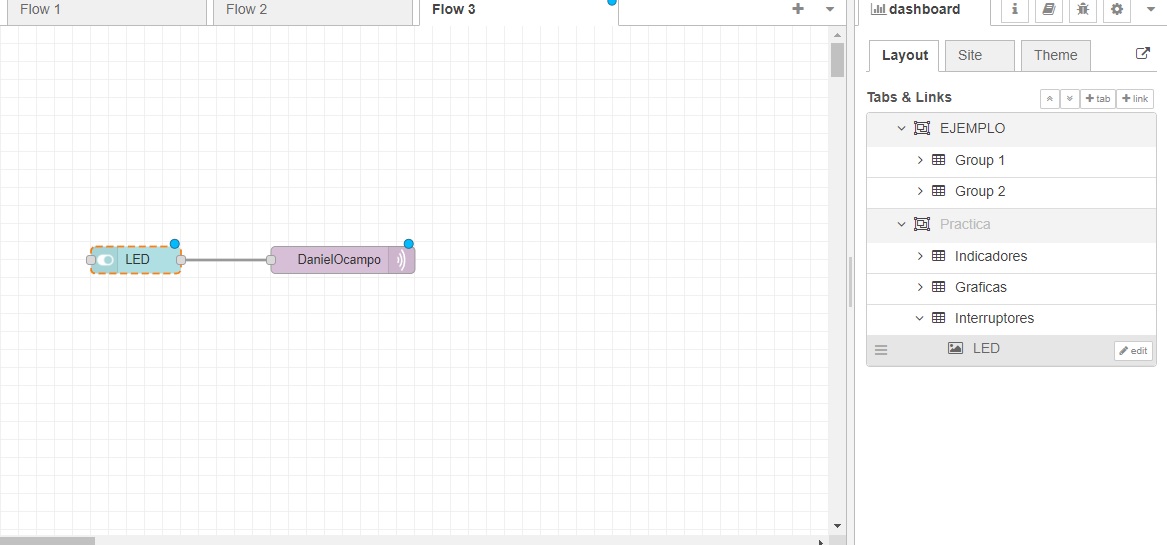 Flow 1
Flow 2
Flow 3
dashboard
Layout
Site
Theme
Tabs & Links
tab
link
EJEMPLO
Group 1
Group 2
Practica
Indicadores
Graficas
Interruptores
LED
edit
LED
DanielOcampo